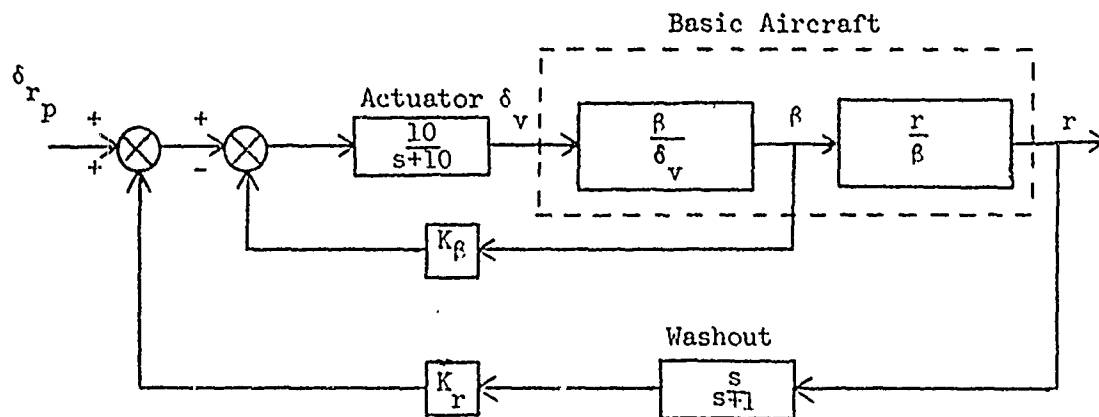 Basic Aircraft
δrp
Actuator
δv
+
+
+
-
10
s+10
β
δv
β
r
β
r
Kβ
Washout
Kr
s
s+1